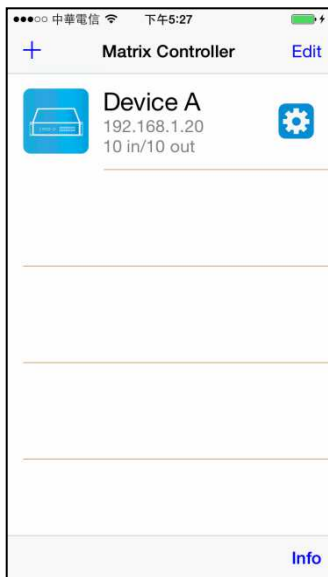 中華電信 下午5:27
+ Matrix Controller Edit
Device A
192.168.1.20
10 in/10 out
Info